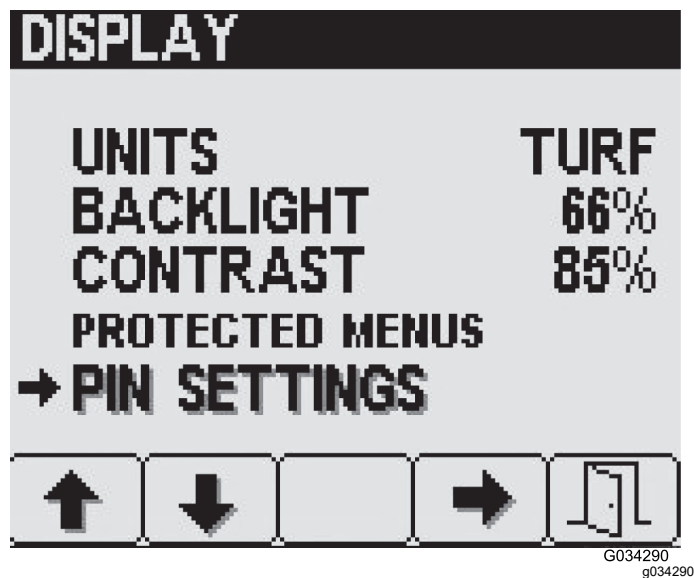 DISPLAY
UNITS TURF
BACKLIGHT 66%
CONTRAST 85%
PROTECTED MENUS
PIN SETTINGS
G034290
g034290